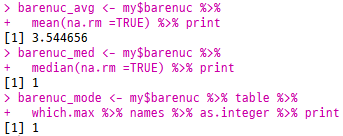 > barenuc_avg <- my$barenuc %>%
+   mean(na.rm =TRUE) %>% print
[1] 3.544656
> barenuc_med <- my$barenuc %>%
+   median(na.rm =TRUE) %>% print
[1] 1
> barenuc_mode <- my$barenuc %>% table %>%
+   which.max %>% names %>% as.integer %>% print
[1] 1